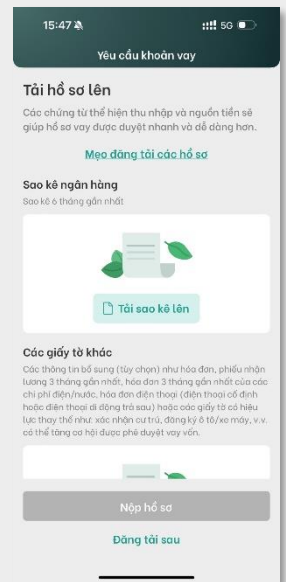 15:47
5G
Yêu cầu khoản vay
Tải hồ sơ lên
Các chứng từ thể hiện thu nhập và nguồn tiền sẽ
giúp hồ sơ vay được duyệt nhanh và dễ dàng hơn.
Mẹo đăng tải các hồ sơ
Sao kê ngân hàng
Sao kê 6 tháng gần nhất
Tải sao kê lên
Các giấy tờ khác
Các thông tin bổ sung (tùy chọn) như hóa đơn, phiếu nhận
lương 3 tháng gần nhất, hóa đơn 3 tháng gần nhất của các
chi phí điện/nước, hóa đơn điện thoại (điện thoại cố định
hoặc điện thoại di động trả sau) hoặc các giấy tờ có hiệu
lực thay thế như: xác nhận cư trú, đăng ký ô tô/xe máy, v.v.
có thể tăng cơ hội được phê duyệt vay vốn.
Nộp hồ sơ
Đăng tải sau